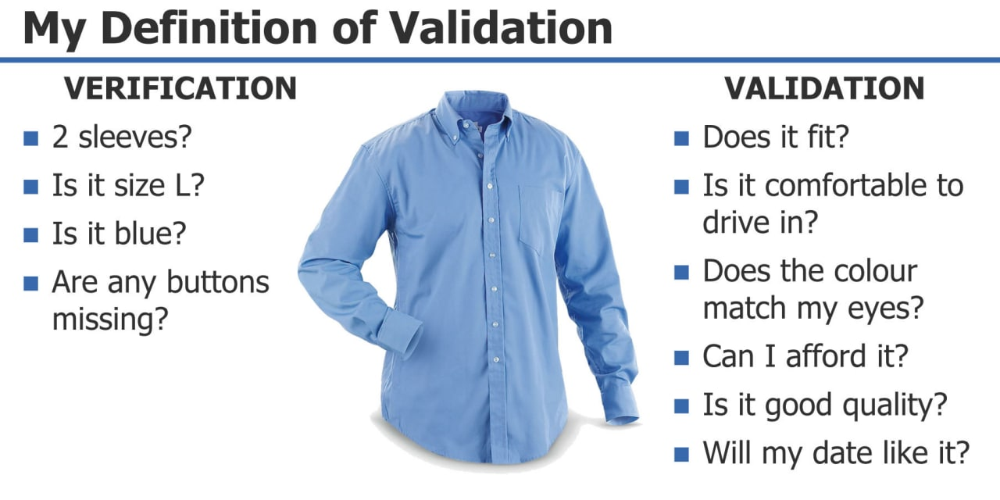 My Definition of Validation
VERIFICATION
2 sleeves?
Is it size L?
Is it blue?
Are any buttons
missing?
VALIDATION
Does it fit?
Is it comfortable to
drive in?
Does the colour
match my eyes?
Can I afford it?
Is it good quality?
Will my date like it?